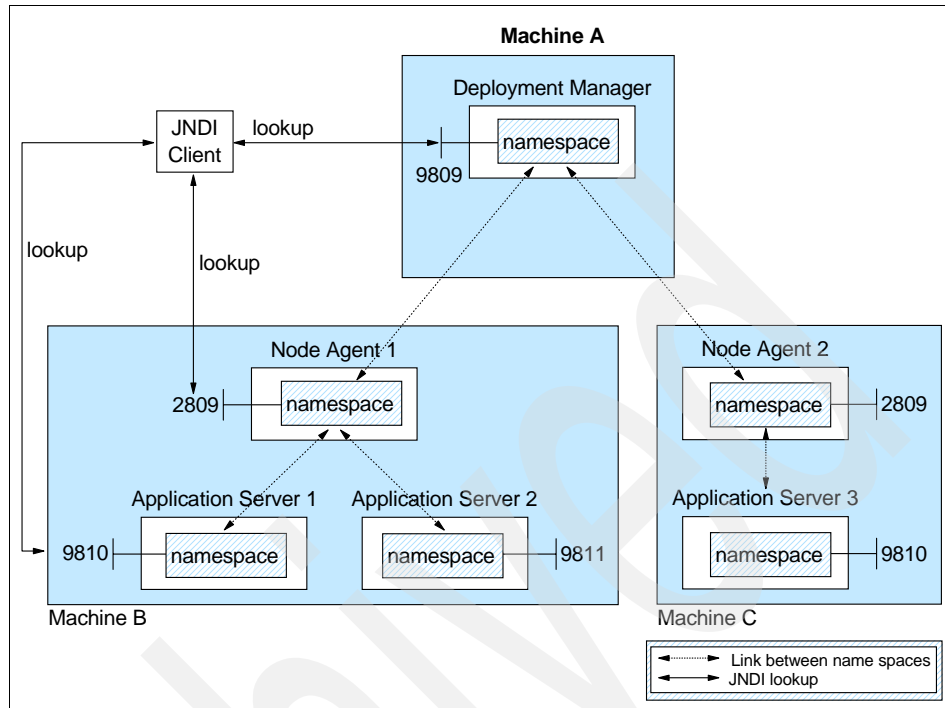 Machine A
Deployment Manager
namespace
9809
JNDI
Client
lookup
lookup
lookup
Node Agent 1
namespace
2809
Application Server 1
namespace
9810
Application Server 2
namespace
9811
Machine B
Node Agent 2
namespace
2809
Application Server 3
namespace
9810
Machine C
Link between name spaces
JNDI lookup